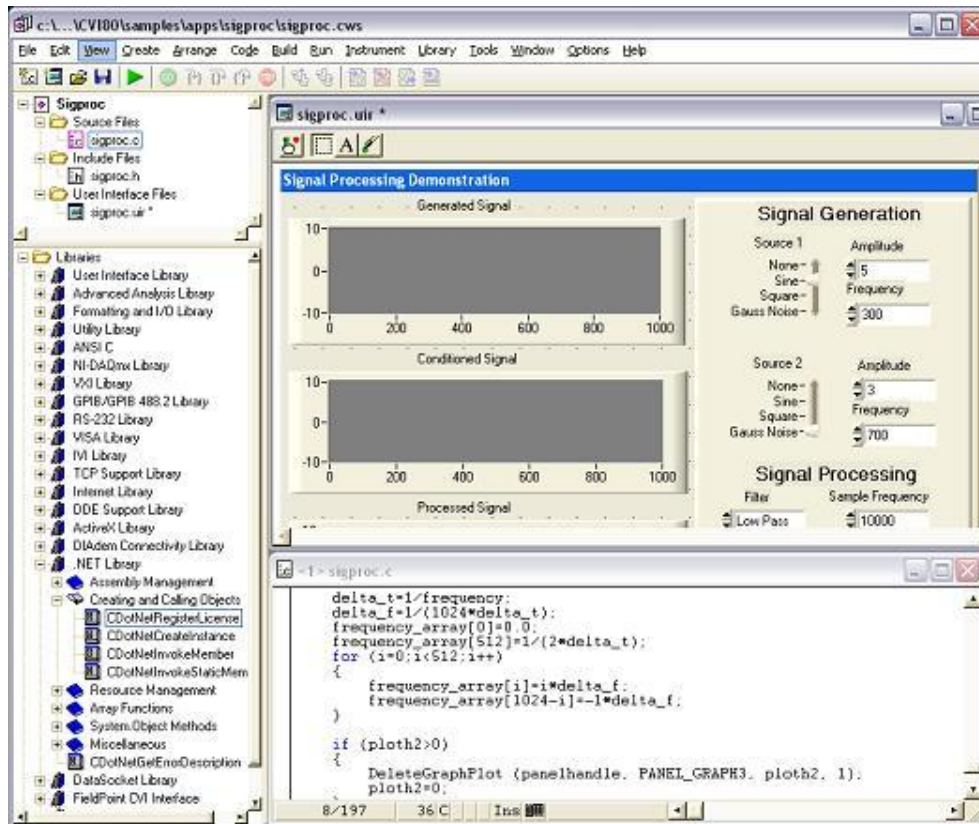 c:\...\CVI80\samples\apps\sigproc\sigproc.cws
File Edit View Create Arrange Code Build Run Instrument Library Tools Window Options Help
Sigproc
Source Files
sigproc.c
Include Files
sigproc.h
User Interface Files
sigproc.uir *
Libraries
User Interface Library
Advanced Analysis Library
Formatting and I/O Library
Utility Library
ANSI C
NI-DAQmx Library
VXI Library
GPIB/GPIB 488.2 Library
RS-232 Library
VISA Library
IVI Library
TCP Support Library
Internet Library
DDE Support Library
ActiveX Library
DIAdem Connectivity Library
.NET Library
Assembly Management
Creating and Calling Objects
CDotNetRegisterLicense
CDotNetCreateInstance
CDotNetInvokeMember
CDotNetInvokeStaticMem
Resource Management
Array Functions
System.Object Methods
Miscellaneous
CDotNetGetErrorDescription
DataSocket Library
FieldPoint CVI Interface
sigproc.uir *
A
Signal Processing Demonstration
Generated Signal
10-
0-
-10-
0 200 400 600 800 1000
Conditioned Signal
10-
-10-
0 200 400 600 800 1000
Processed Signal
Signal Generation
Source 1 Amplitude
None- 5
Sine-
Square- Frequency
Gauss Noise- 300
Source 2 Amplitude
None- 3
Sine-
Square- Frequency
Gauss Noise- 700
Signal Processing
Filter Sample Frequency
Low Pass 10000
<1> sigproc.c
delta_t=1/frequency;
delta_f=1/(1024*delta_t);
frequency_array[0]=0.0;
frequency_array[512]=1/(2*delta_t);
for (i=0;i<512;i++)
{
frequency_array[i]=i*delta_f;
frequency_array[1024-i]=-1*delta_f;
}
if (ploth2>0)
{
DeleteGraphPlot (panelhandle, PANEL_GRAPH3, ploth2, 1);
ploth2=0;
8/197 36 C Ins